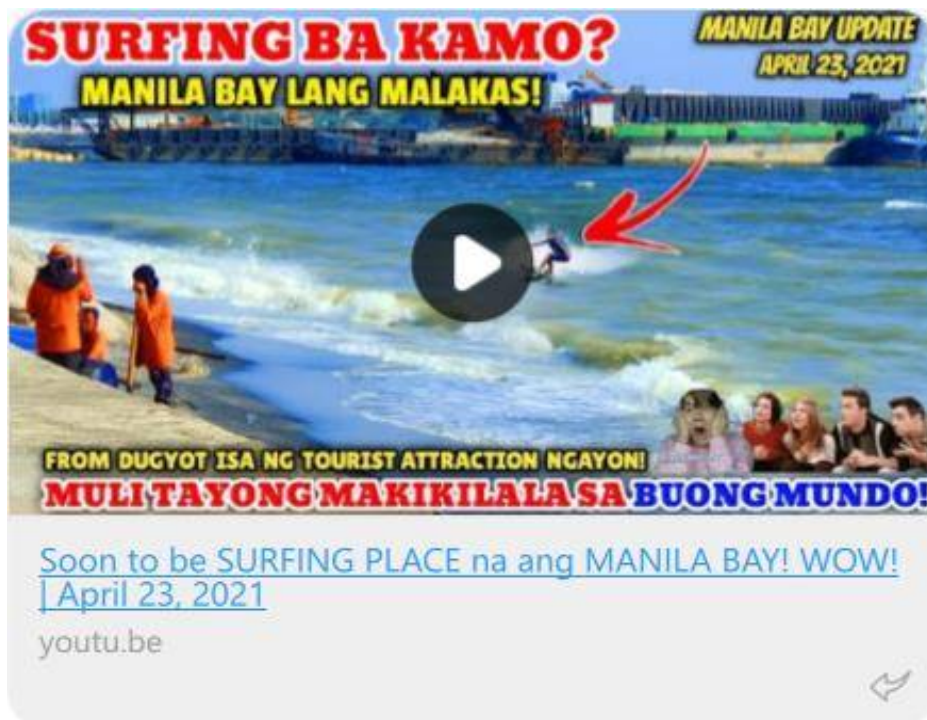 SURFING BA KAMO?
MANILA BAY LANG MALAKAS!
MANILA BAY UPDATE
APRIL 23, 2021
FROM DUGYOT ISA NG TOURIST ATTRACTION NGAYON!
MULI TAYONG MAKIKILALA SA BUONG MUNDO!
Soon to be SURFING PLACE na ang MANILA BAY! WOW!
| April 23, 2021
youtu.be